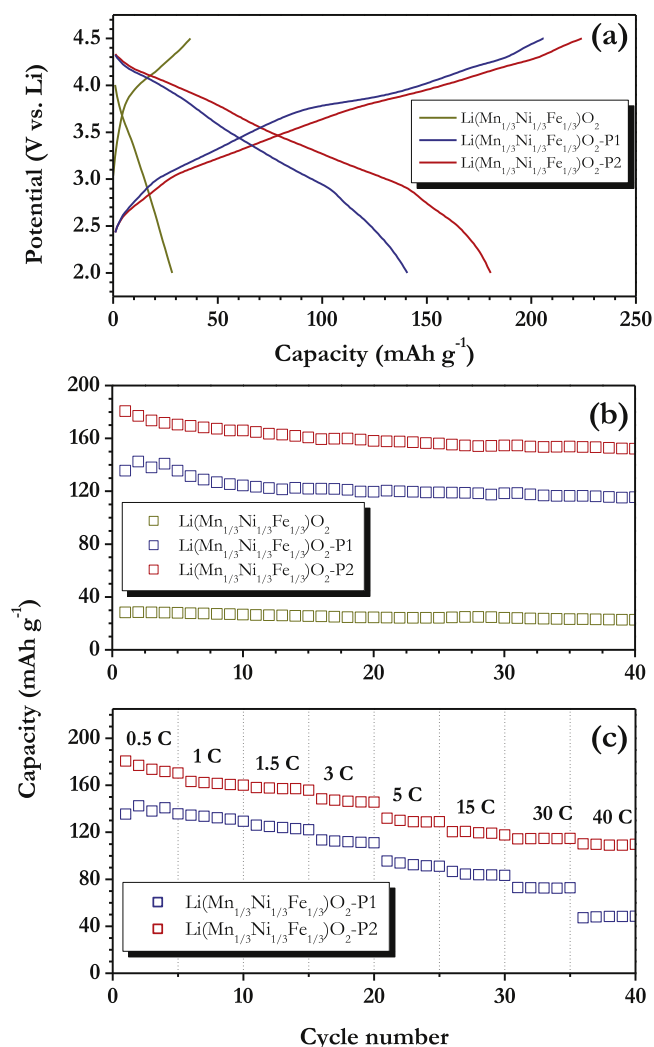 (a)
Potential (V vs. Li)
4.5
4.0
3.5
3.0
2.5
2.0
Li(Mn1/3Ni1/3Fe1/3)O2
Li(Mn1/3Ni1/3Fe1/3)O2-P1
Li(Mn1/3Ni1/3Fe1/3)O2-P2
0 50 100 150 200 250
Capacity (mAh g-1)
(b)
200
160
120
80
40
0
Li(Mn1/3Ni1/3Fe1/3)O2
Li(Mn1/3Ni1/3Fe1/3)O2-P1
Li(Mn1/3Ni1/3Fe1/3)O2-P2
0 10 20 30 40
Capacity (mAh g-1)
(c)
200
160
120
80
40
0
0.5 C 1 C 1.5 C 3 C 5 C 15 C 30 C 40 C
Li(Mn1/3Ni1/3Fe1/3)O2-P1
Li(Mn1/3Ni1/3Fe1/3)O2-P2
0 10 20 30 40
Cycle number